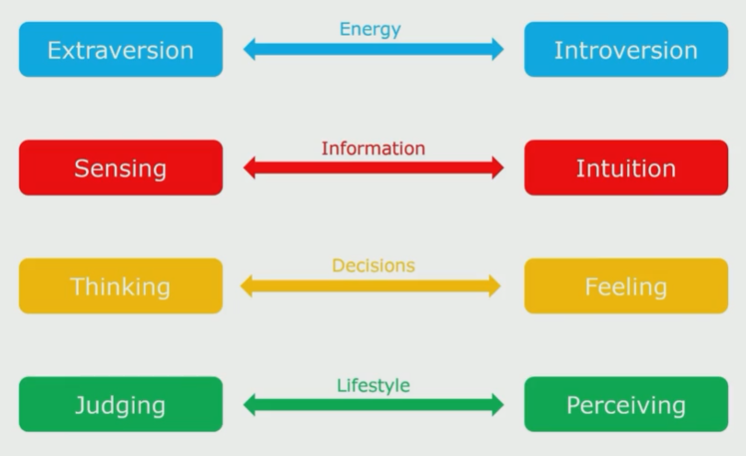 Energy
Extraversion
Introversion
Information
Sensing
Intuition
Decisions
Thinking
Feeling
Lifestyle
Judging
Perceiving